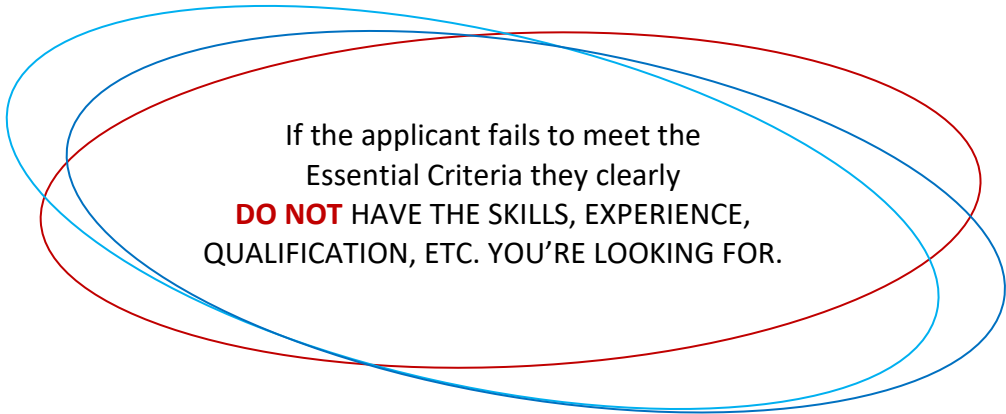 If the applicant fails to meet the
Essential Criteria they clearly
DO NOT HAVE THE SKILLS, EXPERIENCE,
QUALIFICATION, ETC. YOU’RE LOOKING FOR.